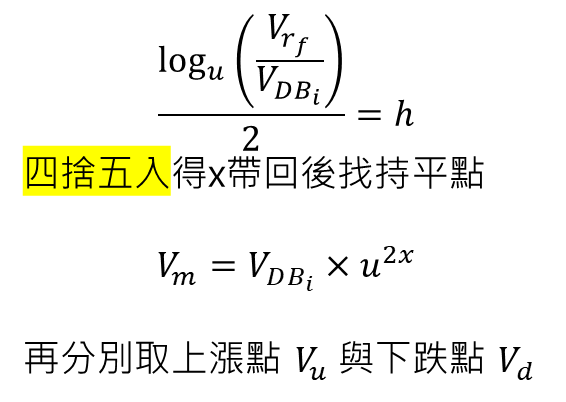 log_u(V_{r_f}/V_{DB_i})/2 = h
四捨五入得x帶回後找持平點
V_m = V_{DB_i} × u^{2x}
再分別取上漲點 V_u 與下跌點 V_d